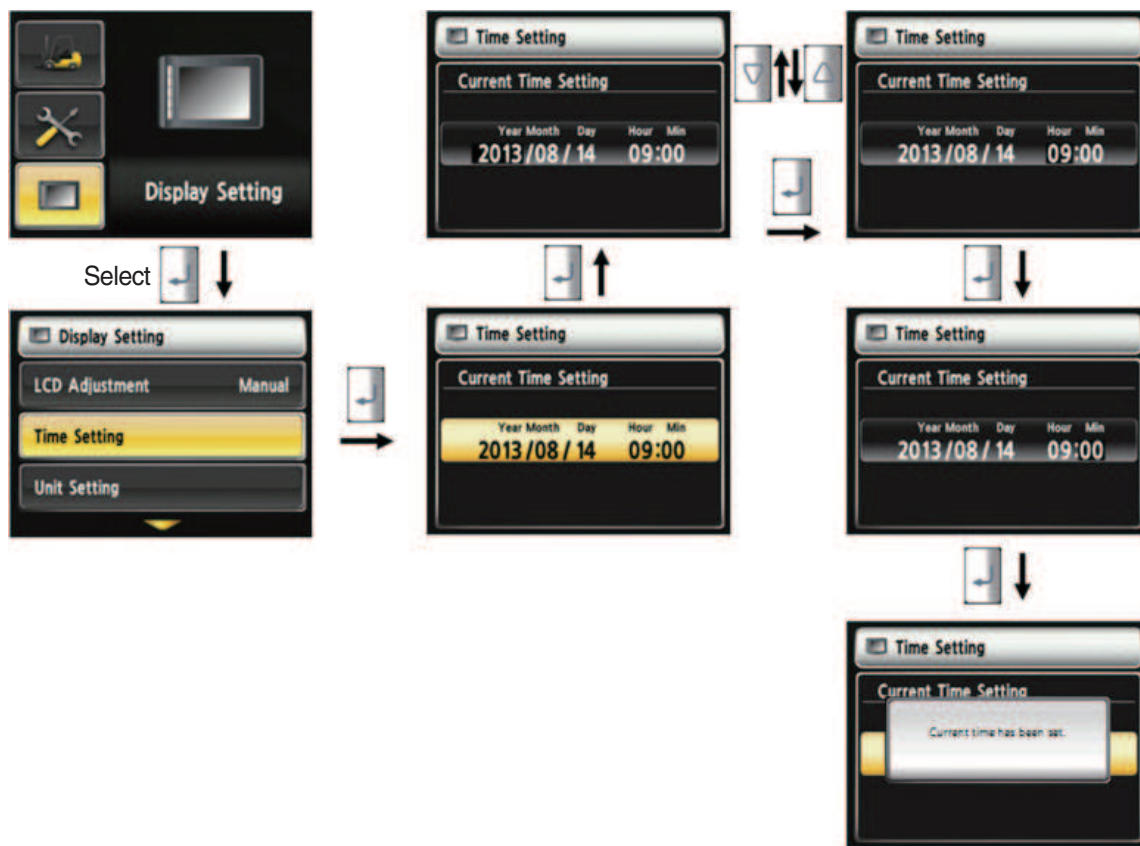 Display Setting
Select
Display Setting
LCD Adjustment Manual
Time Setting
Unit Setting
Time Setting
Current Time Setting
Year Month Day Hour Min
2013/08/14 09:00
Time Setting
Current Time Setting
Year Month Day Hour Min
2013/08/14 09:00
Time Setting
Current Time Setting
Year Month Day Hour Min
2013/08/14 09:00
Time Setting
Current Time Setting
Year Month Day Hour Min
2013/08/14 09:00
Time Setting
Current Time Setting
Current time has been set.